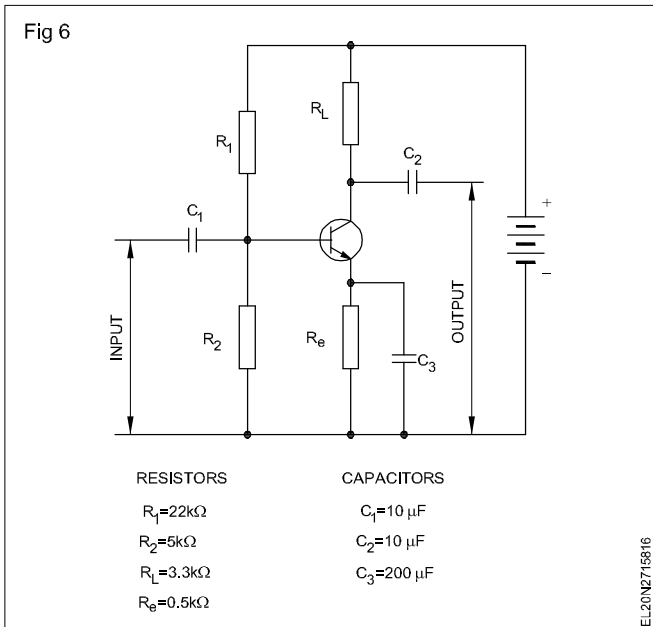 Fig 6
R1
RL
C2
C1
+
−
INPUT
R2
Re
C3
OUTPUT
RESISTORS
R1=22kΩ
R2=5kΩ
RL=3.3kΩ
Re=0.5kΩ
CAPACITORS
C1=10 μF
C2=10 μF
C3=200 μF
EL20N2715816